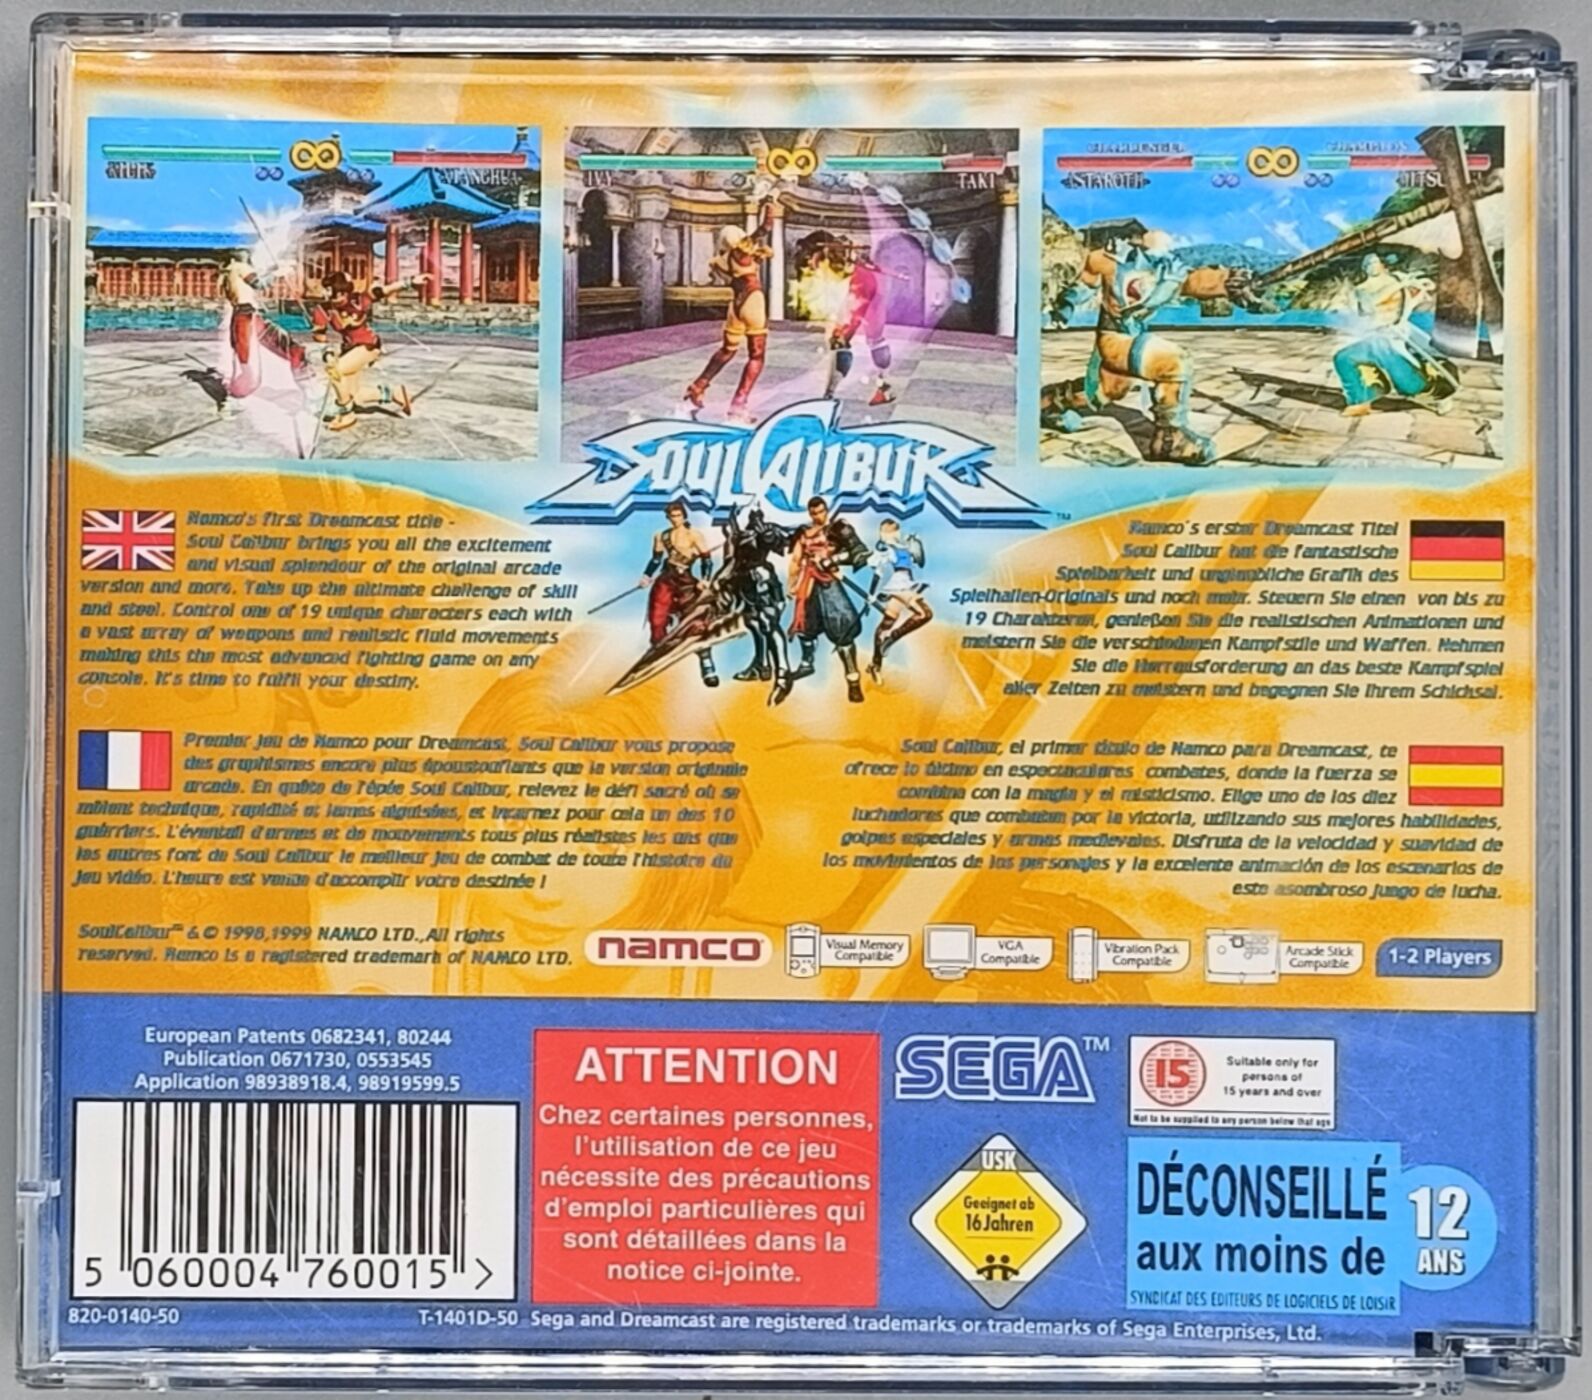 KILIK
XIANGHUA
IVY
TAKI
CHALLENGER
CHAMPION
ASTAROTH
MITSU
SOULCALIBUR™
Namco's first Dreamcast title -
Soul Calibur brings you all the excitement
and visual splendour of the original arcade
version and more. Take up the ultimate challenge of skill
and steel. Control one of 19 unique characters each with
a vast array of weapons and realistic fluid movements
making this the most advanced fighting game on any
console. It's time to fulfil your destiny.
Namco's erster Dreamcast Titel
Soul Calibur hat die fantastische
Spielbarkeit und unglaubliche Grafik des
Spielhallen-Originals und noch mehr. Steuern Sie einen von bis zu
19 Charakteren, genießen Sie die realistischen Animationen und
meistern Sie die verschiedenen Kampfstile und Waffen. Nehmen
Sie die Herrausforderung an das beste Kampfspiel
aller Zeiten zu meistern und begegnen Sie Ihrem Schicksal.
Premier jeu de Namco pour Dreamcast, Soul Calibur vous propose
des graphismes encore plus époustouflants que la version originale
arcade. En quête de l'épée Soul Calibur, relevez le défi sacré où se
mêlent technique, rapidité et lames aiguisées, et incarnez pour cela un des 10
guerriers. L'éventail d'armes et de mouvements tous plus réalistes les uns que
les autres font de Soul Calibur le meilleur jeu de combat de toute l'histoire du
jeu vidéo. L'heure est venue d'accomplir votre destinée !
Soul Calibur, el primer título de Namco para Dreamcast, te
ofrece lo último en espectaculares combates, donde la fuerza se
combina con la magia y el misticismo. Elige uno de los diez
luchadores que combaten por la victoria, utilizando sus mejores habilidades,
golpes especiales y armas medievales. Disfruta de la velocidad y suavidad de
los movimientos de los personajes y la excelente animación de los escenarios de
este asombroso juego de lucha.
SoulCalibur™ & © 1998,1999 NAMCO LTD., All rights
reserved. Namco is a registered trademark of NAMCO LTD.
namco
Visual Memory
Compatible
VGA
Compatible
Vibration Pack
Compatible
Arcade Stick
Compatible
1-2 Players
European Patents 0682341, 80244
Publication 0671730, 0553545
Application 98938918.4, 98919599.5
5 060004 760015 >
820-0140-50
T-1401D-50
ATTENTION
Chez certaines personnes,
l'utilisation de ce jeu
nécessite des précautions
d'emploi particulières qui
sont détaillées dans la
notice ci-jointe.
SEGA™
15
Suitable only for
persons of
15 years and over
Not to be supplied to any person below that age
USK
Geeignet ab
16 Jahren
DÉCONSEILLÉ
aux moins de
12
ANS
SYNDICAT DES EDITEURS DE LOGICIELS DE LOISIR
Sega and Dreamcast are registered trademarks or trademarks of Sega Enterprises, Ltd.